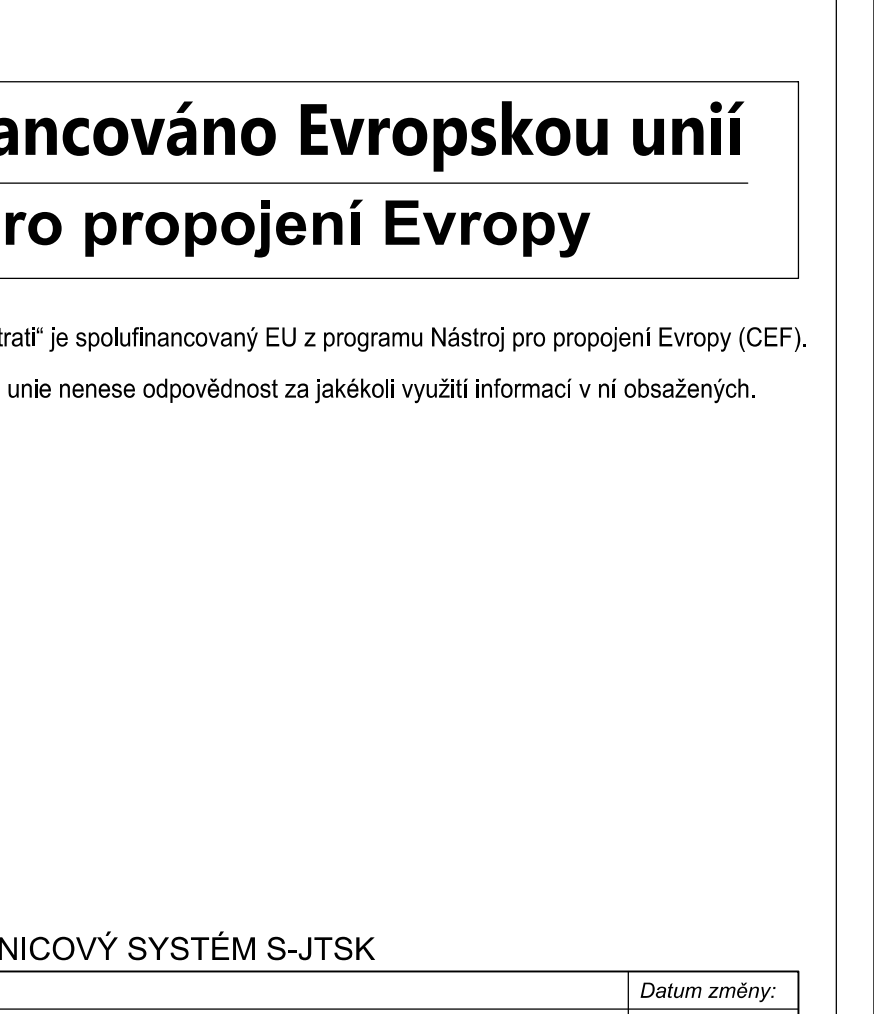 ancováno Evropskou unií
ro propojení Evropy
trati“ je spolufinancovaný EU z programu Nástroj pro propojení Evropy (CEF).
unie nenese odpovědnost za jakékoli využití informací v ní obsažených.
NICOVÝ SYSTÉM S-JTSK
Datum změny: